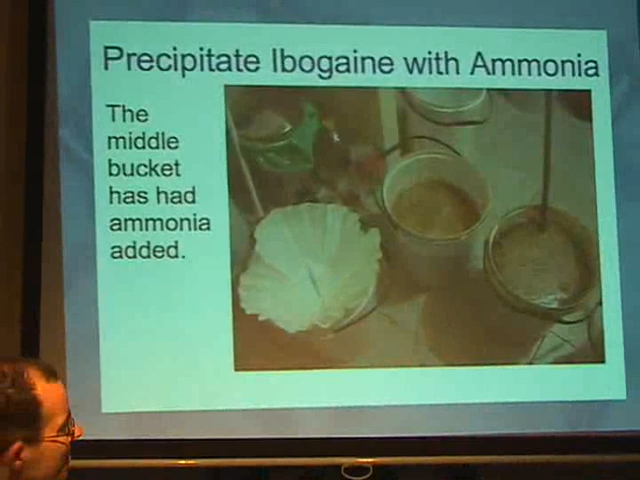 Precipitate Ibogaine with Ammonia
The
middle
bucket
has had
ammonia
added.